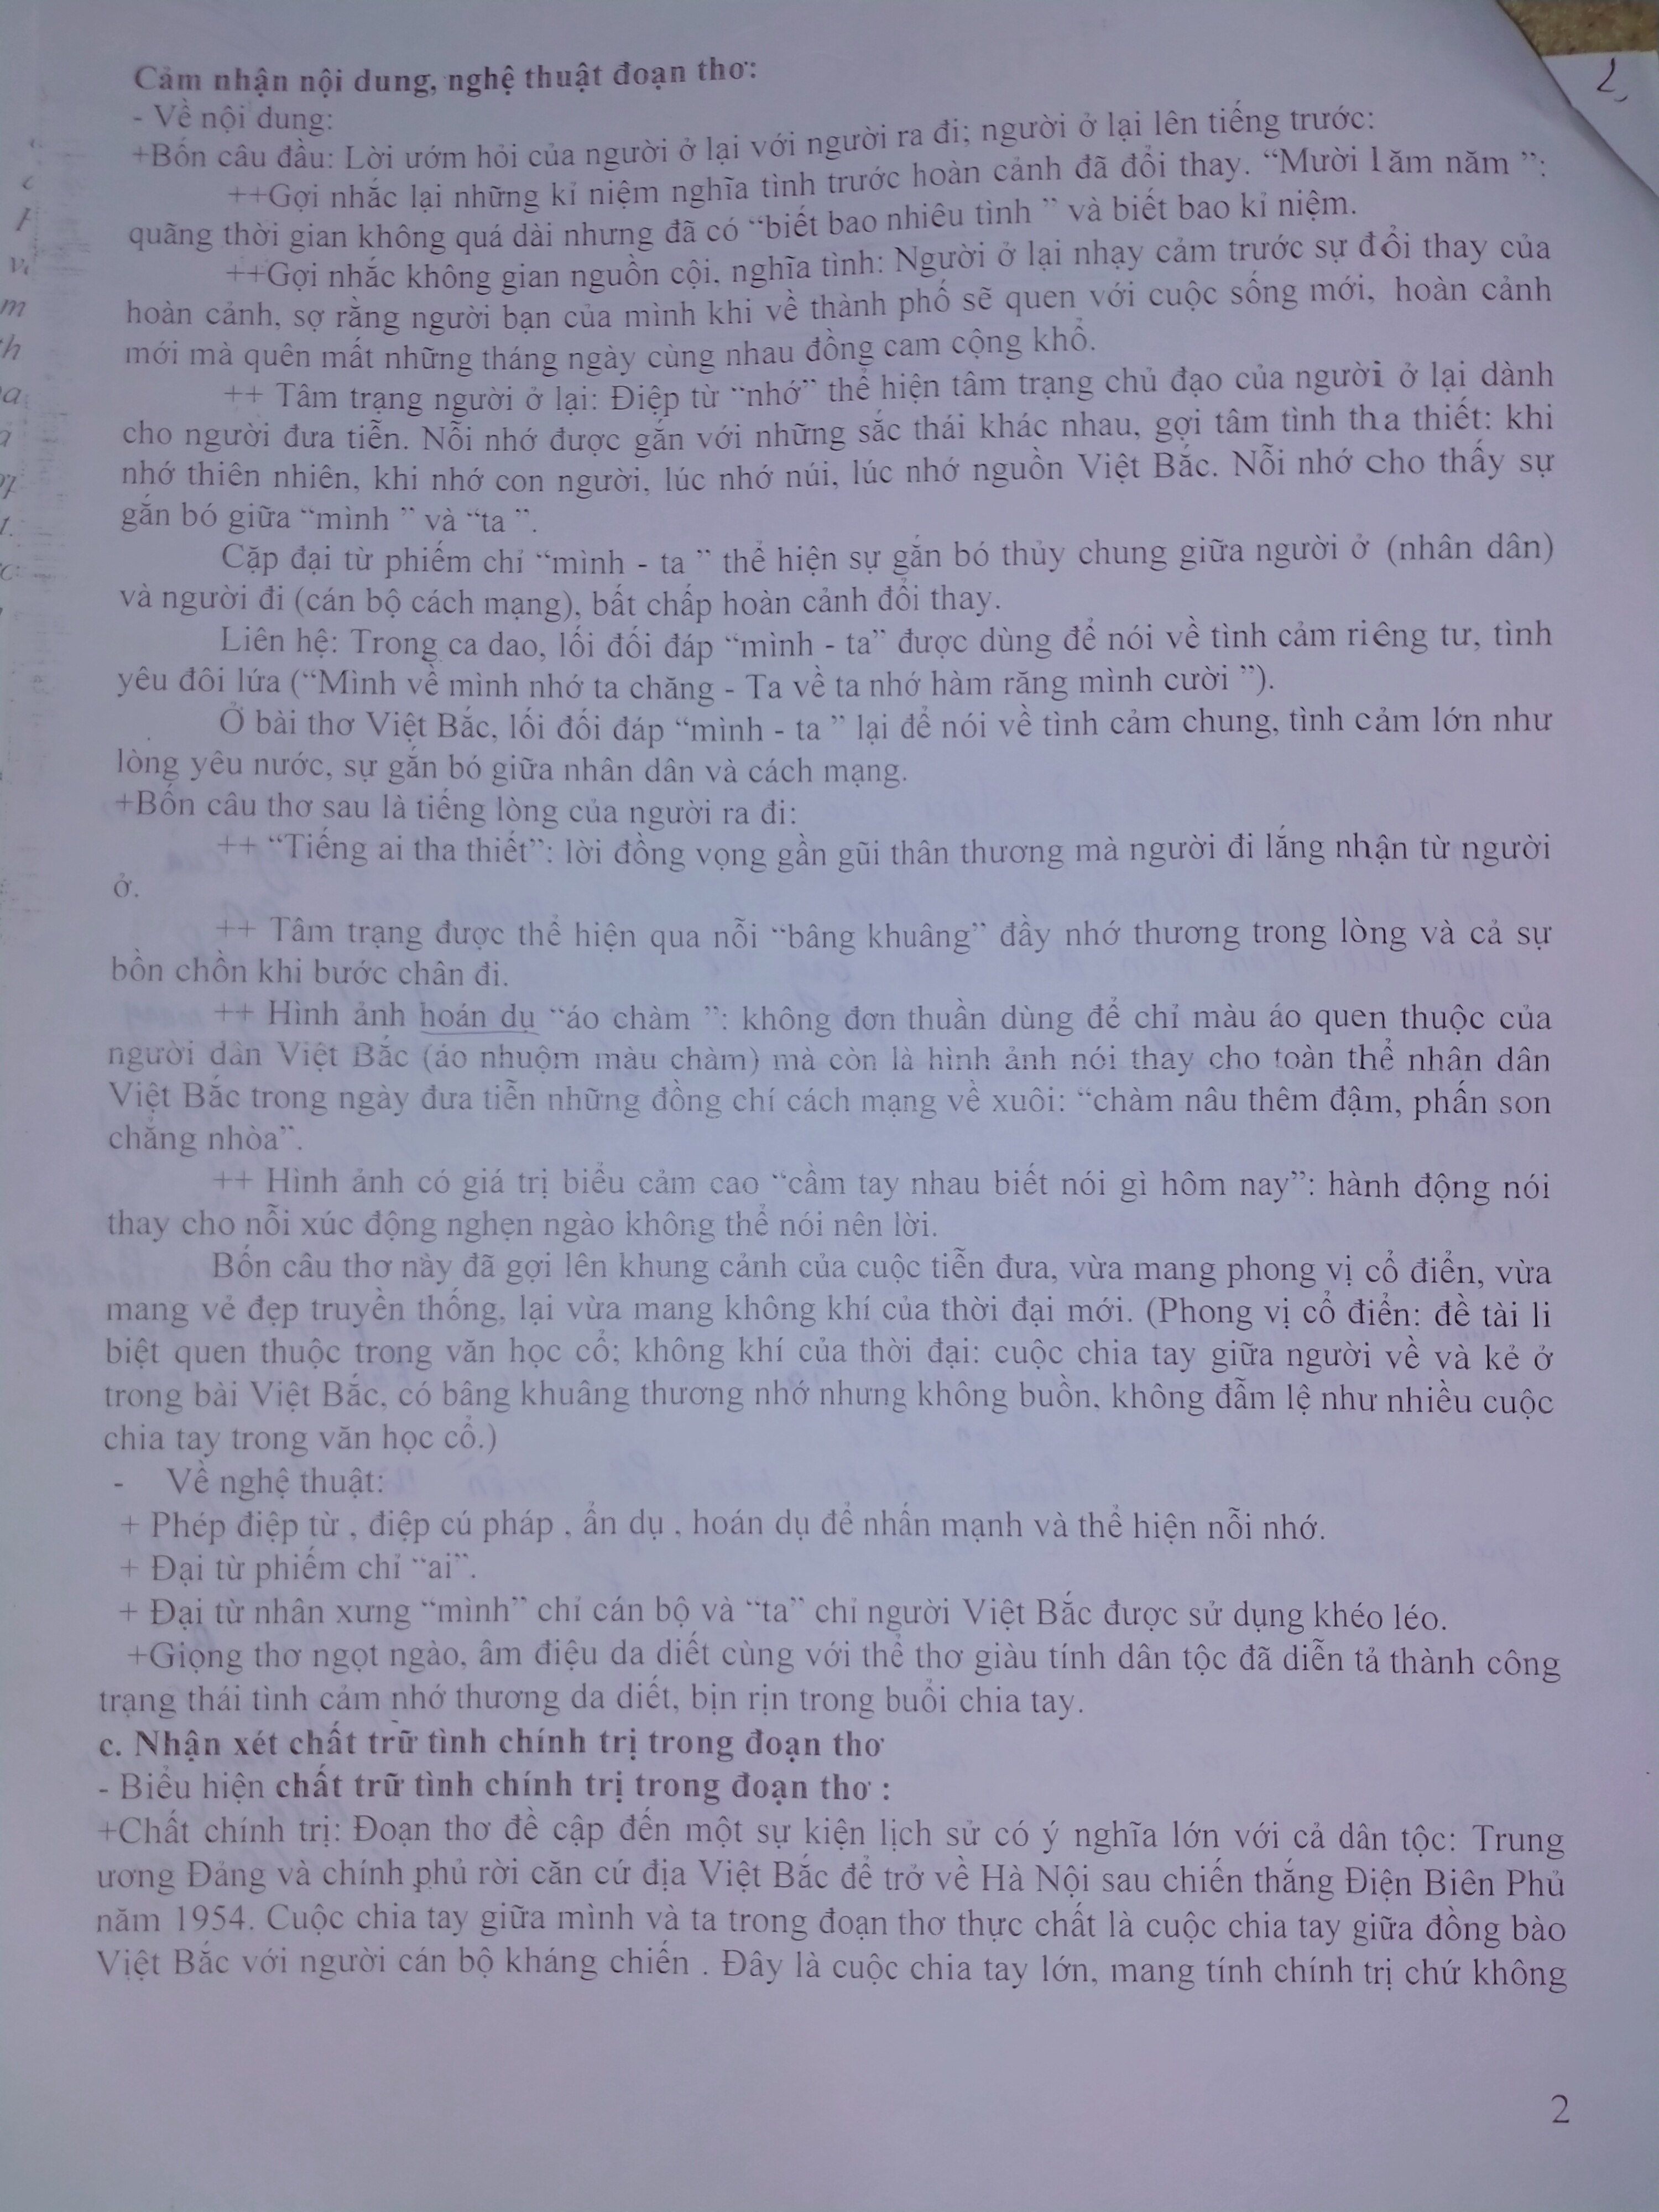 2
Cảm nhận nội dung, nghệ thuật đoạn thơ:
- Về nội dung:
+Bốn câu đầu: Lời ướm hỏi của người ở lại với người ra đi; người ở lại lên tiếng trước:
++Gợi nhắc lại những kỉ niệm nghĩa tình trước hoàn cảnh đã đổi thay. “Mười lăm năm ”:
quãng thời gian không quá dài nhưng đã có “biết bao nhiêu tình ” và biết bao kỉ niệm.
++Gợi nhắc không gian nguồn cội, nghĩa tình: Người ở lại nhạy cảm trước sự đổi thay của
hoàn cảnh, sợ rằng người bạn của mình khi về thành phố sẽ quen với cuộc sống mới, hoàn cảnh
mới mà quên mất những tháng ngày cùng nhau đồng cam cộng khổ.
++ Tâm trạng người ở lại: Điệp từ “nhớ” thể hiện tâm trạng chủ đạo của người ở lại dành
cho người đưa tiễn. Nỗi nhớ được gắn với những sắc thái khác nhau, gợi tâm tình tha thiết: khi
nhớ thiên nhiên, khi nhớ con người, lúc nhớ núi, lúc nhớ nguồn Việt Bắc. Nỗi nhớ cho thấy sự
gắn bó giữa “mình ” và “ta ”.
Cặp đại từ phiếm chỉ “mình - ta ” thể hiện sự gắn bó thủy chung giữa người ở (nhân dân)
và người đi (cán bộ cách mạng), bất chấp hoàn cảnh đổi thay.
Liên hệ: Trong ca dao, lối đối đáp “mình - ta” được dùng để nói về tình cảm riêng tư, tình
yêu đôi lứa (“Mình về mình nhớ ta chăng - Ta về ta nhớ hàm răng mình cười ”).
Ở bài thơ Việt Bắc, lối đối đáp “mình - ta ” lại để nói về tình cảm chung, tình cảm lớn như
lòng yêu nước, sự gắn bó giữa nhân dân và cách mạng.
+Bốn câu thơ sau là tiếng lòng của người ra đi:
++ “Tiếng ai tha thiết”: lời đồng vọng gần gũi thân thương mà người đi lắng nhận từ người
ở.
++ Tâm trạng được thể hiện qua nỗi “bâng khuâng” đầy nhớ thương trong lòng và cả sự
bồn chồn khi bước chân đi.
++ Hình ảnh hoán dụ “áo chàm ”: không đơn thuần dùng để chỉ màu áo quen thuộc của
người dân Việt Bắc (áo nhuộm màu chàm) mà còn là hình ảnh nói thay cho toàn thể nhân dân
Việt Bắc trong ngày đưa tiễn những đồng chí cách mạng về xuôi: “chàm nâu thêm đậm, phấn son
chẳng nhòa”.
++ Hình ảnh có giá trị biểu cảm cao “cầm tay nhau biết nói gì hôm nay”: hành động nói
thay cho nỗi xúc động nghẹn ngào không thể nói nên lời.
Bốn câu thơ này đã gợi lên khung cảnh của cuộc tiễn đưa, vừa mang phong vị cổ điển, vừa
mang vẻ đẹp truyền thống, lại vừa mang không khí của thời đại mới. (Phong vị cổ điển: đề tài li
biệt quen thuộc trong văn học cổ; không khí của thời đại: cuộc chia tay giữa người về và kẻ ở
trong bài Việt Bắc, có bâng khuâng thương nhớ nhưng không buồn, không đẫm lệ như nhiều cuộc
chia tay trong văn học cổ.)
- Về nghệ thuật:
+ Phép điệp từ , điệp cú pháp , ẩn dụ , hoán dụ để nhấn mạnh và thể hiện nỗi nhớ.
+ Đại từ phiếm chỉ “ai”.
+ Đại từ nhân xưng “mình” chỉ cán bộ và “ta” chỉ người Việt Bắc được sử dụng khéo léo.
+Giọng thơ ngọt ngào, âm điệu da diết cùng với thể thơ giàu tính dân tộc đã diễn tả thành công
trạng thái tình cảm nhớ thương da diết, bịn rịn trong buổi chia tay.
c. Nhận xét chất trữ tình chính trị trong đoạn thơ
- Biểu hiện chất trữ tình chính trị trong đoạn thơ :
+Chất chính trị: Đoạn thơ đề cập đến một sự kiện lịch sử có ý nghĩa lớn với cả dân tộc: Trung
ương Đảng và chính phủ rời căn cứ địa Việt Bắc để trở về Hà Nội sau chiến thắng Điện Biên Phủ
năm 1954. Cuộc chia tay giữa mình và ta trong đoạn thơ thực chất là cuộc chia tay giữa đồng bào
Việt Bắc với người cán bộ kháng chiến . Đây là cuộc chia tay lớn, mang tính chính trị chứ không
2